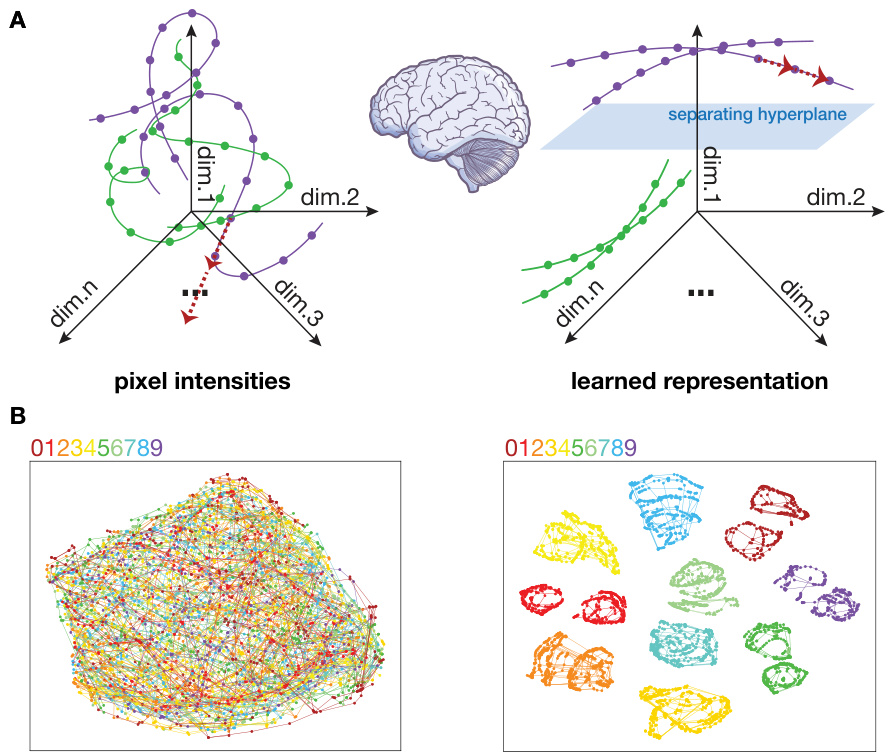 A
dim.1
dim.2
dim.3
dim.n
...
pixel intensities
separating hyperplane
dim.1
dim.2
dim.3
dim.n
...
learned representation
B
0123456789
0123456789